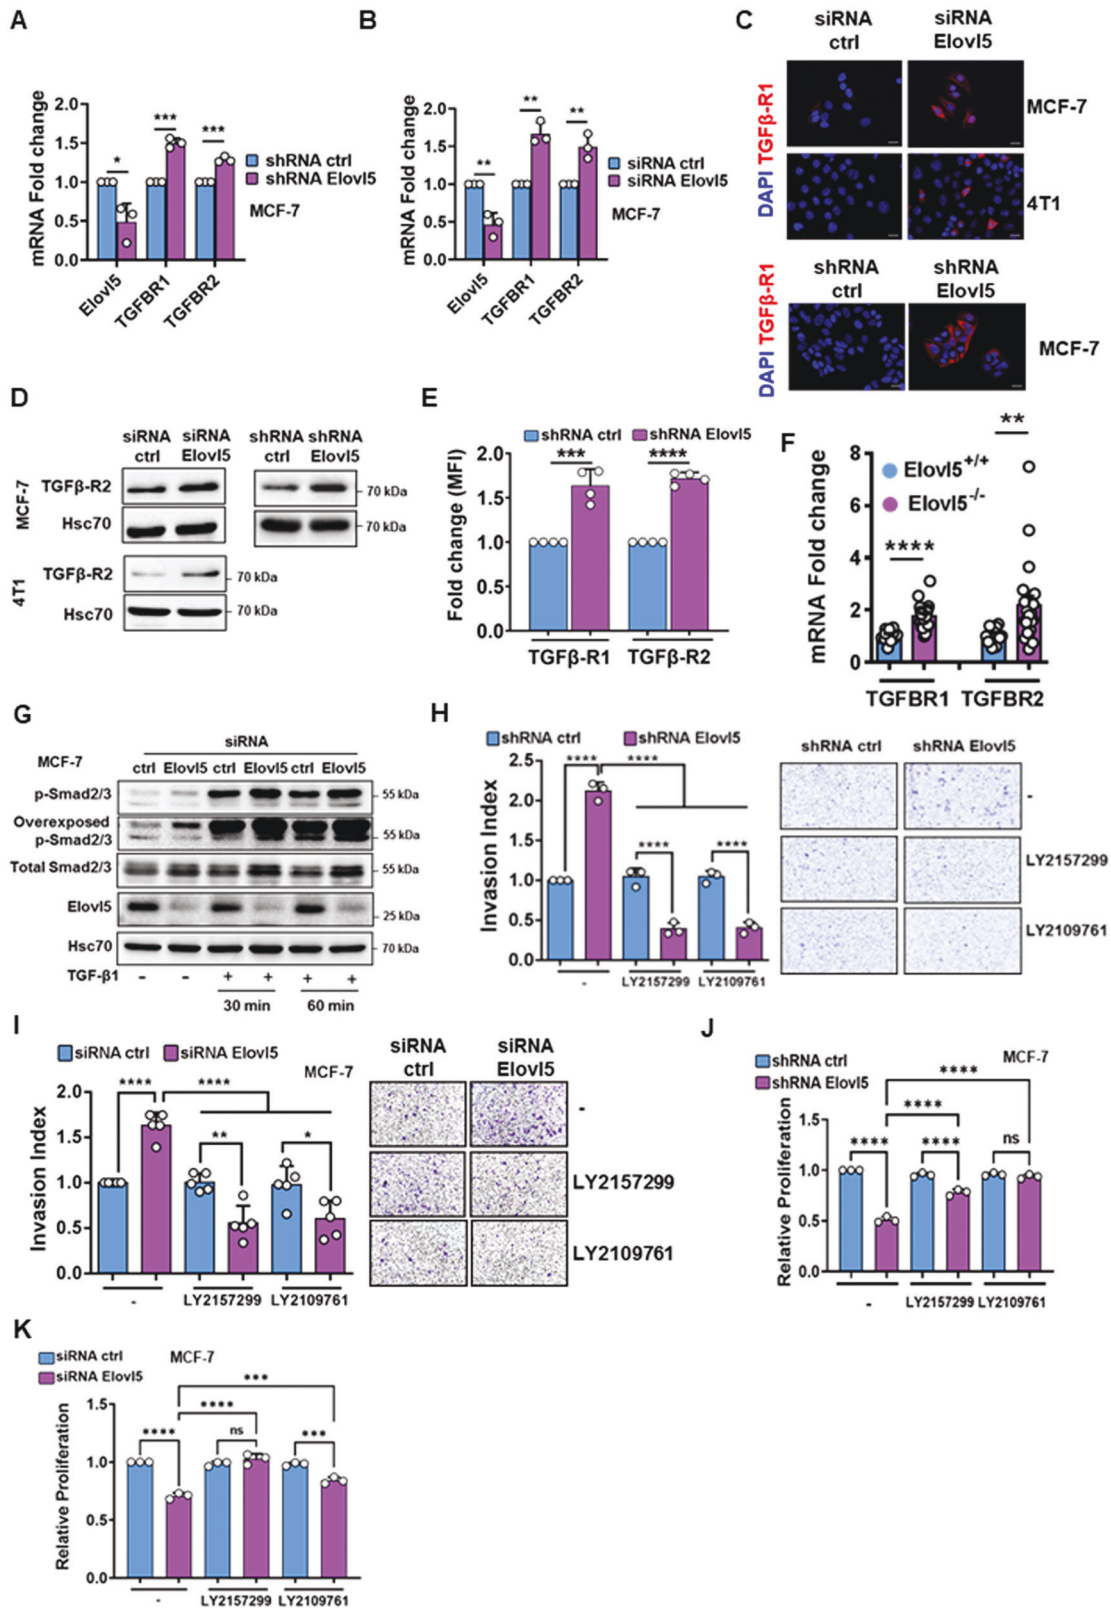 A
mRNA Fold change
2.0
1.5
1.0
0.5
0.0
*
***
***
Elovl5
TGFBR1
TGFBR2
shRNA ctrl
shRNA Elovl5
MCF-7
B
mRNA Fold change
2.0
1.5
1.0
0.5
0.0
**
**
**
Elovl5
TGFBR1
TGFBR2
siRNA ctrl
siRNA Elovl5
MCF-7
C
siRNA ctrl
siRNA Elovl5
DAPI TGFβ-R1
MCF-7
4T1
shRNA ctrl
shRNA Elovl5
DAPI TGFβ-R1
MCF-7
D
siRNA ctrl
siRNA Elovl5
shRNA ctrl
shRNA Elovl5
MCF-7
TGFβ-R2
70 kDa
Hsc70
70 kDa
4T1
TGFβ-R2
70 kDa
Hsc70
70 kDa
E
shRNA ctrl
shRNA Elovl5
Fold change (MFI)
2.0
1.5
1.0
0.5
0.0
***
****
TGFβ-R1
TGFβ-R2
F
mRNA Fold change
8
6
4
2
0
Elovl5+/+
Elovl5-/-
****
**
TGFBR1
TGFBR2
G
siRNA
MCF-7
ctrl Elovl5 ctrl Elovl5 ctrl Elovl5
p-Smad2/3
55 kDa
Overexposed
p-Smad2/3
55 kDa
Total Smad2/3
55 kDa
Elovl5
25 kDa
Hsc70
70 kDa
TGF-β1 - - + + + +
30 min
60 min
H
shRNA ctrl
shRNA Elovl5
Invasion Index
2.5
2.0
1.5
1.0
0.5
0.0
****
****
****
****
-
LY2157299
LY2109761
shRNA ctrl
shRNA Elovl5
-
LY2157299
LY2109761
I
siRNA ctrl
siRNA Elovl5
MCF-7
Invasion Index
2.0
1.5
1.0
0.5
0.0
****
****
**
*
-
LY2157299
LY2109761
siRNA ctrl
siRNA Elovl5
-
LY2157299
LY2109761
J
shRNA ctrl
shRNA Elovl5
MCF-7
Relative Proliferation
1.5
1.0
0.5
0.0
****
****
****
****
ns
-
LY2157299
LY2109761
K
siRNA ctrl
siRNA Elovl5
MCF-7
Relative Proliferation
1.5
1.0
0.5
0.0
***
****
****
ns
***
-
LY2157299
LY2109761